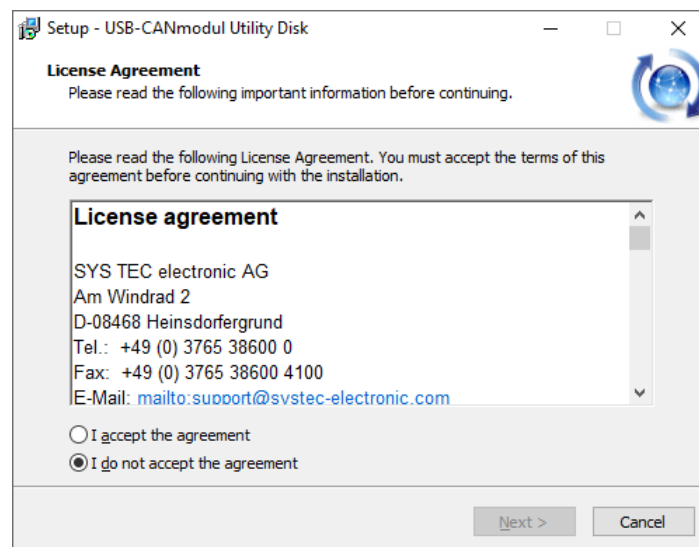 Setup - USB-CANmodul Utility Disk
License Agreement
Please read the following important information before continuing.
Please read the following License Agreement. You must accept the terms of this
agreement before continuing with the installation.
License agreement
SYS TEC electronic AG
Am Windrad 2
D-08468 Heinsdorfergrund
Tel.: +49 (0) 3765 38600 0
Fax: +49 (0) 3765 38600 4100
E-Mail: mailto:support@systec-electronic.com
I accept the agreement
I do not accept the agreement
Next >
Cancel